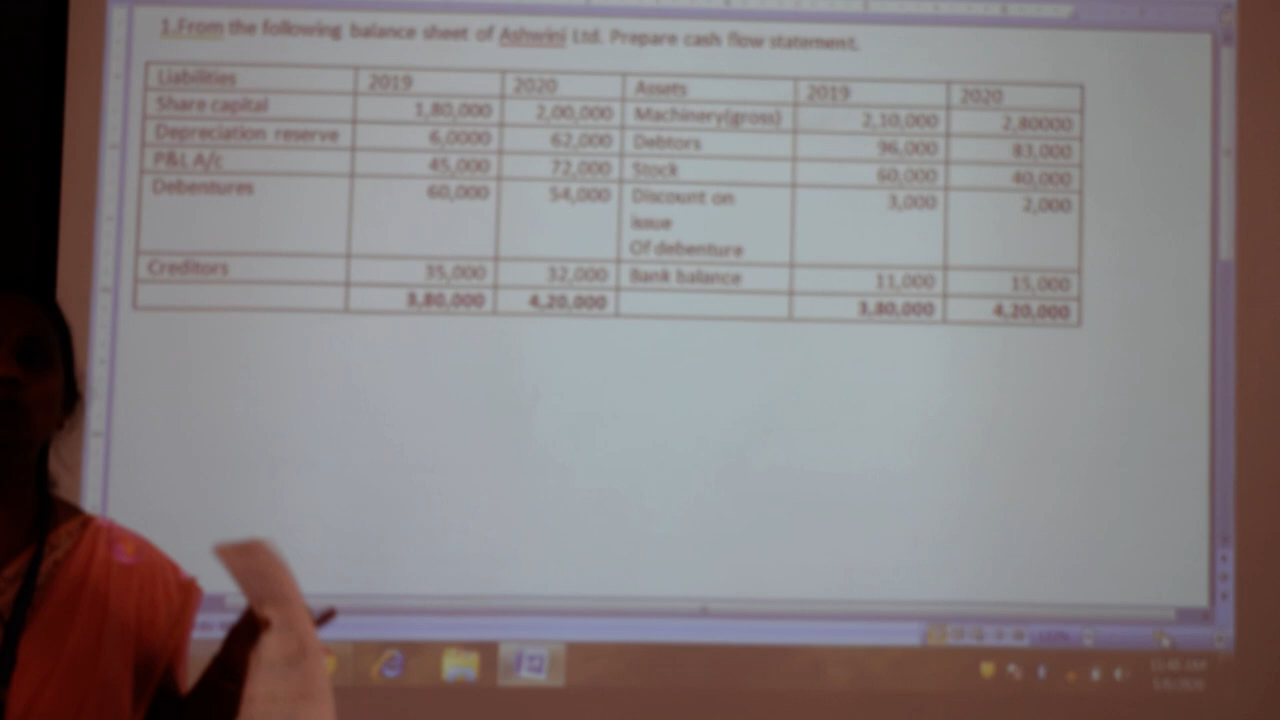 1.From the following balance sheet of Ashwini Ltd. Prepare cash flow statement.
Liabilities 2019 2020 Assets 2019 2020
Share capital 1,80,000 2,00,000 Machinery(gross) 2,10,000 2,80000
Depreciation reserve 6,0000 62,000 Debtors 96,000 83,000
P&L A/c 45,000 72,000 Stock 60,000 40,000
Debentures 60,000 54,000 Discount on 3,000 2,000
issue
Of debenture
Creditors 35,000 32,000 Bank balance 11,000 15,000
3,80,000 4,20,000 3,80,000 4,20,000